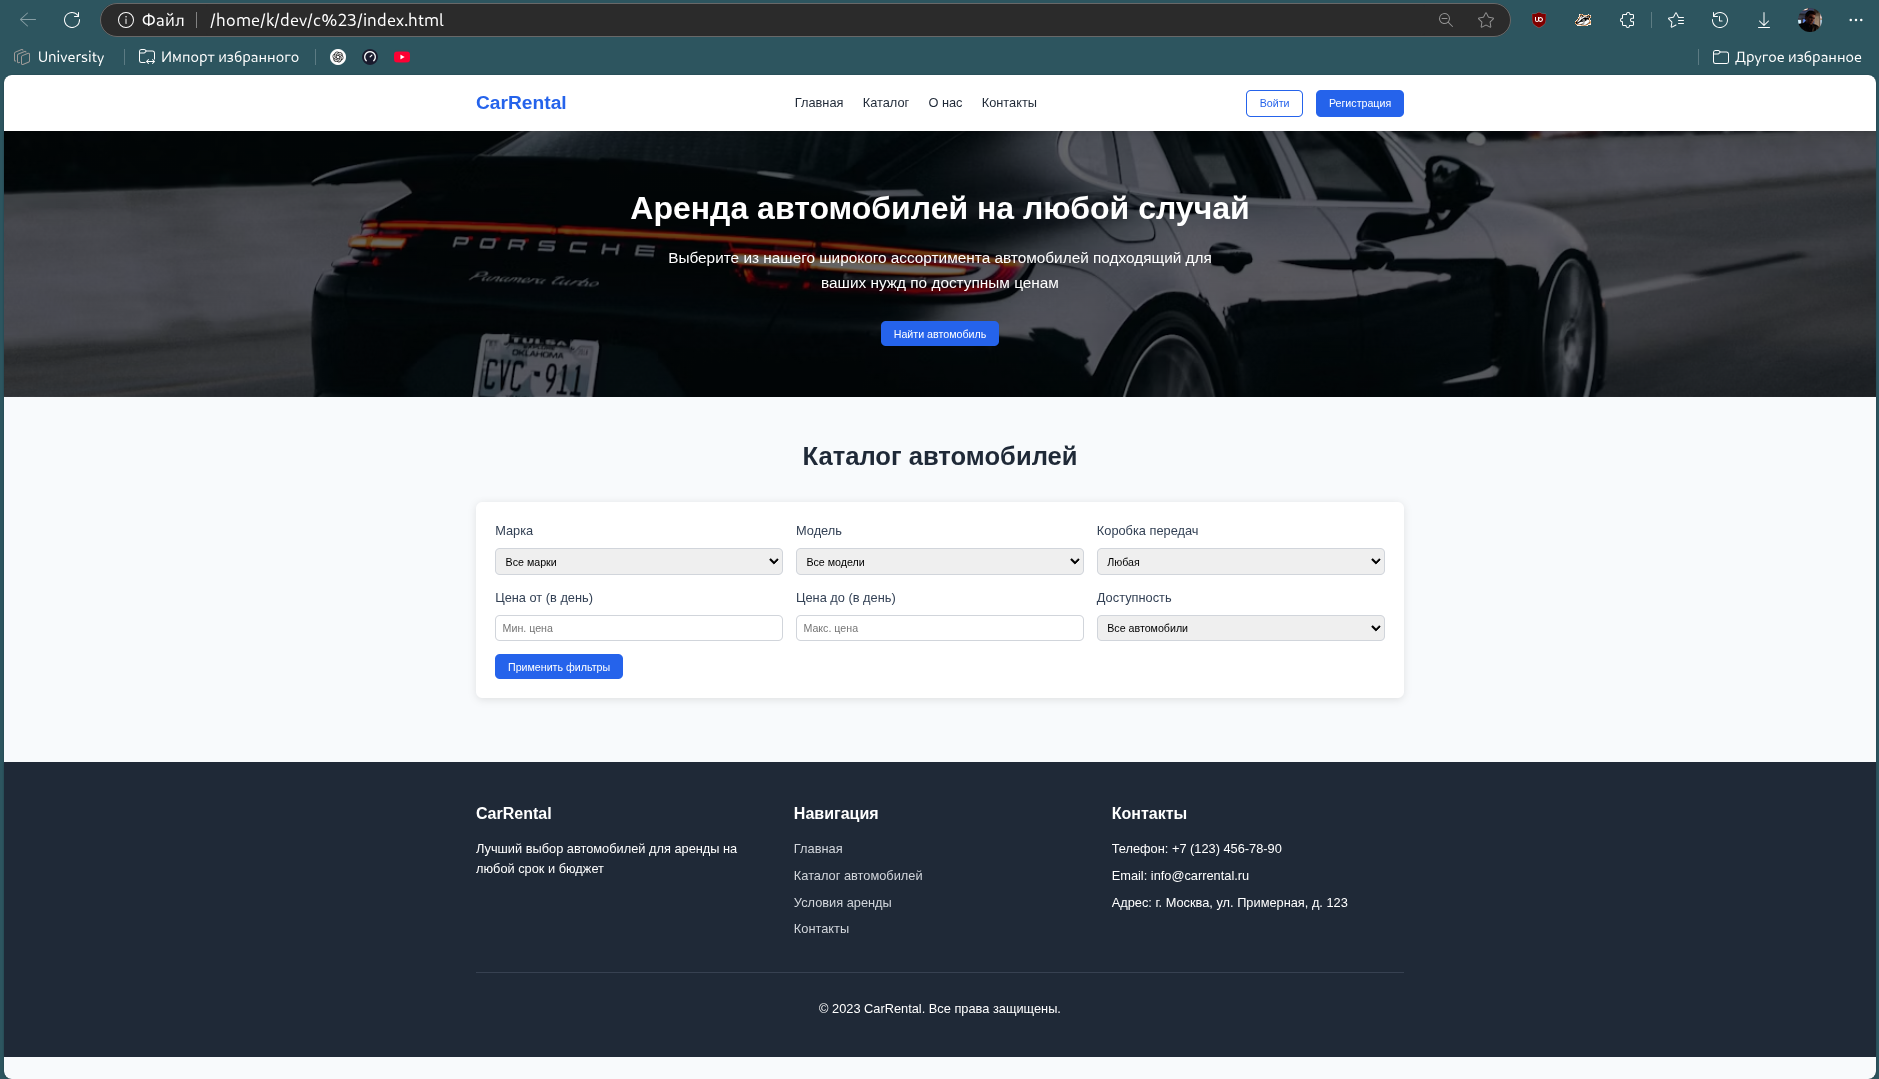 Файл /home/k/dev/c%23/index.html
University Импорт избранного Другое избранное
CarRental Главная Каталог О нас Контакты Войти Регистрация
Аренда автомобилей на любой случай
PORSCHE
Выберите из нашего широкого ассортимента автомобилей подходящий для
Panamera turbo
ваших нужд по доступным ценам
Найти автомобиль
TULSA
OKLAHOMA
CVC-911
Каталог автомобилей
Марка Модель Коробка передач
Все марки Все модели Любая
Цена от (в день) Цена до (в день) Доступность
Мин. цена Макс. цена Все автомобили
Применить фильтры
CarRental Навигация Контакты
Лучший выбор автомобилей для аренды на Главная Телефон: +7 (123) 456-78-90
любой срок и бюджет
Каталог автомобилей Email: info@carrental.ru
Условия аренды Адрес: г. Москва, ул. Примерная, д. 123
Контакты
© 2023 CarRental. Все права защищены.